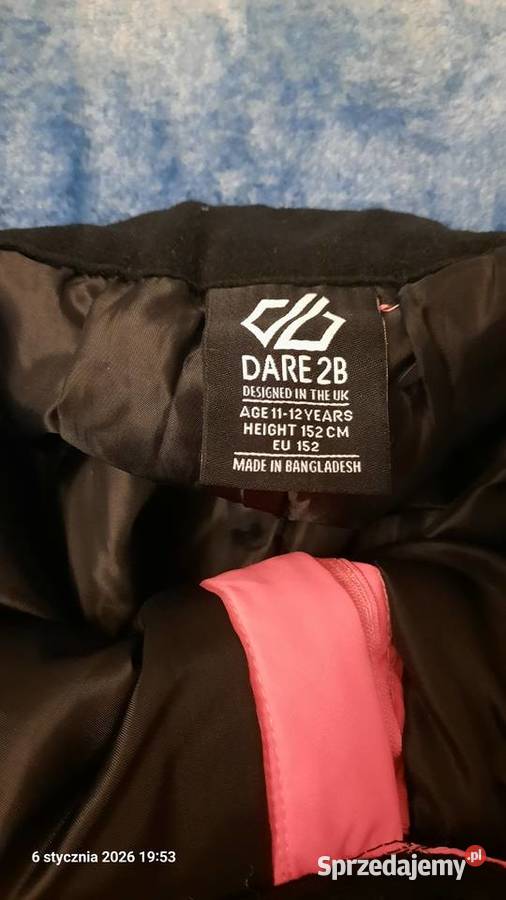 db
DARE 2B
DESIGNED IN THE UK
AGE 11-12 YEARS
HEIGHT 152 CM
EU 152
MADE IN BANGLADESH
6 stycznia 2026 19:53
Sprzedajemy.pl